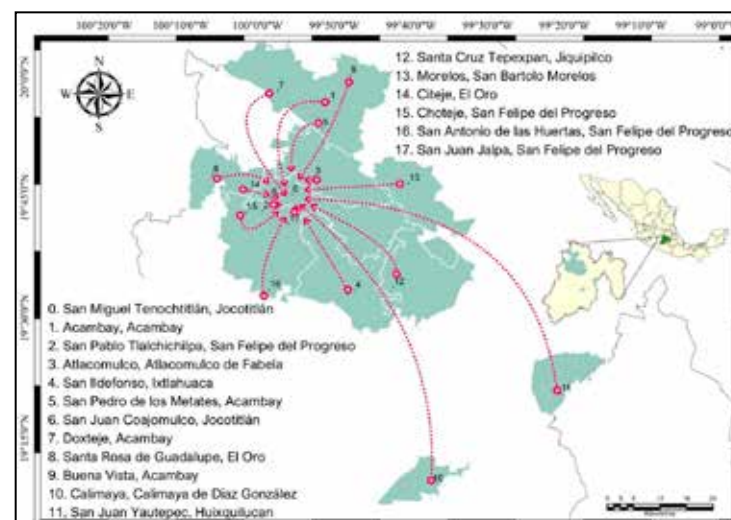 100°20'0"W 100°10'0"W 100°0'0"W 99°50'0"W 99°40'0"W 99°30'0"W 99°20'0"W 99°10'0"W 99°0'0"W
N
W E
S
12. Santa Cruz Tepexpan, Jiquipilco
13. Morelos, San Bartolo Morelos
14. Citeje, El Oro
15. Choteje, San Felipe del Progreso
16. San Antonio de las Huertas, San Felipe del Progreso
17. San Juan Jalpa, San Felipe del Progreso
0. San Miguel Tenochtitlán, Jocotitlán
1. Acambay, Acambay
2. San Pablo Tlalchichilpa, San Felipe del Progreso
3. Atlacomulco, Atlacomulco de Fabela
4. San Ildefonso, Ixtlahuaca
5. San Pedro de los Metates, Acambay
6. San Juan Coajomulco, Jocotitlán
7. Doxteje, Acambay
8. Santa Rosa de Guadalupe, El Oro
9. Buena Vista, Acambay
10. Calimaya, Calimaya de Díaz González
11. San Juan Yautepec, Huixquilucan